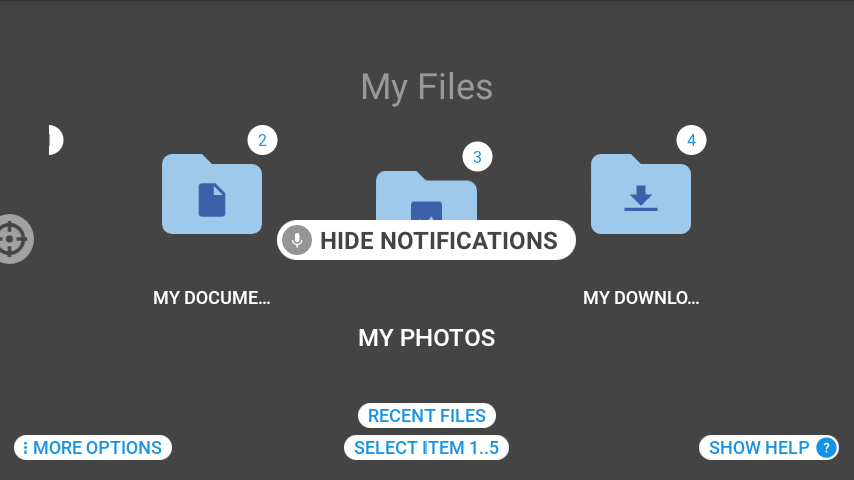 My Files
2
3
4
HIDE NOTIFICATIONS
MY DOCUME...
MY DOWNLO...
MY PHOTOS
RECENT FILES
MORE OPTIONS
SELECT ITEM 1..5
SHOW HELP ?